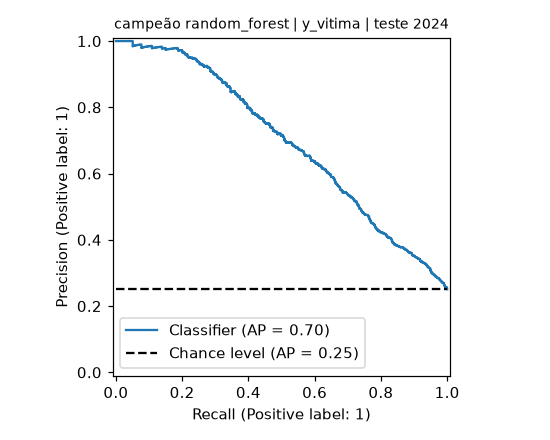 campeão random_forest | y_vitima | teste 2024
1.0
0.8
0.6
0.4
0.2
0.0
Precision (Positive label: 1)
Classifier (AP = 0.70)
Chance level (AP = 0.25)
0.0 0.2 0.4 0.6 0.8 1.0
Recall (Positive label: 1)